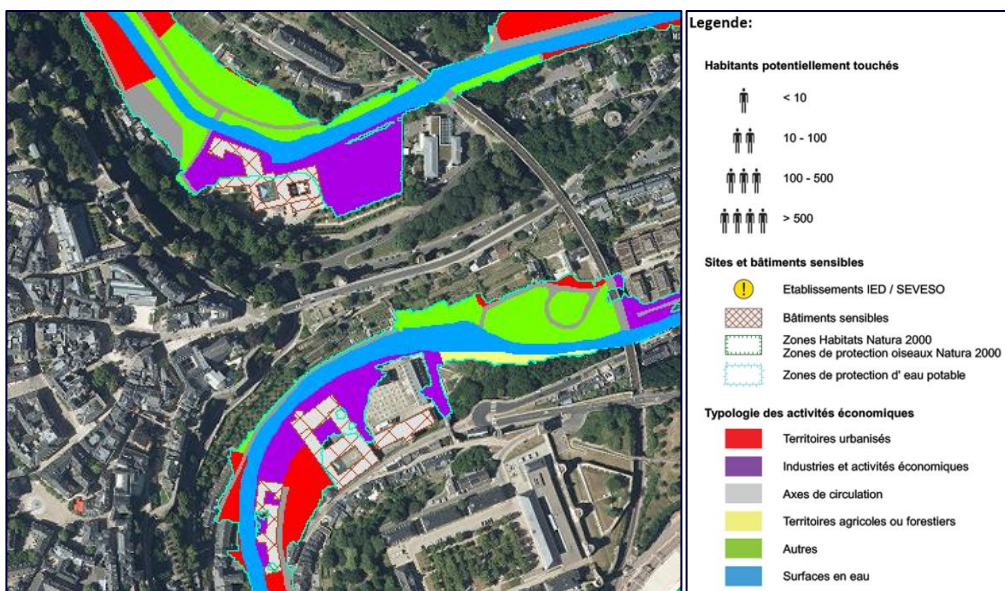 Legende:
Habitants potentiellement touchés
< 10
10 - 100
100 - 500
> 500
Sites et bâtiments sensibles
!
Etablissements IED / SEVESO
Bâtiments sensibles
Zones Habitats Natura 2000
Zones de protection oiseaux Natura 2000
Zones de protection d' eau potable
Typologie des activités économiques
Territoires urbanisés
Industries et activités économiques
Axes de circulation
Territoires agricoles ou forestiers
Autres
Surfaces en eau